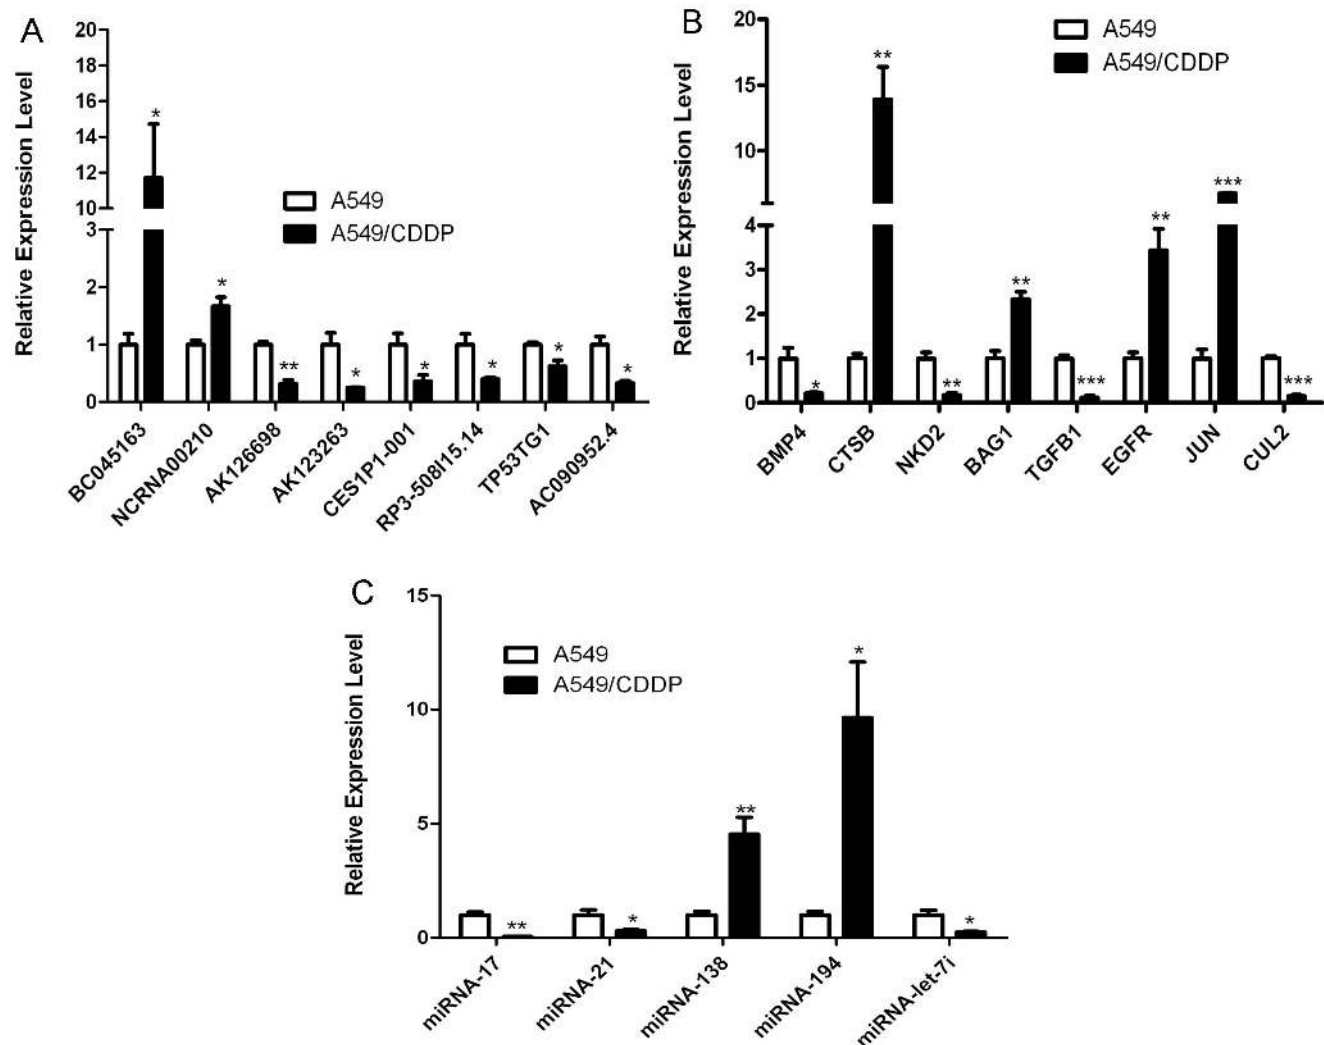 A
Relative Expression Level
20
18
16
14
12
10
3
2
1
0
A549
A549/CDDP
*
*
**
*
*
*
*
*
BC045163
NCRNA00210
AK126698
AK123263
CES1P1-001
RP3-508I15.14
TP53TG1
AC090952.4
B
Relative Expression Level
20
15
10
4
3
2
1
0
A549
A549/CDDP
*
**
**
**
***
**
***
***
BMP4
CTSB
NKD2
BAG1
TGFB1
EGFR
JUN
CUL2
C
Relative Expression Level
15
10
5
0
A549
A549/CDDP
**
*
**
*
*
miRNA-17
miRNA-21
miRNA-138
miRNA-194
miRNA-let-7i